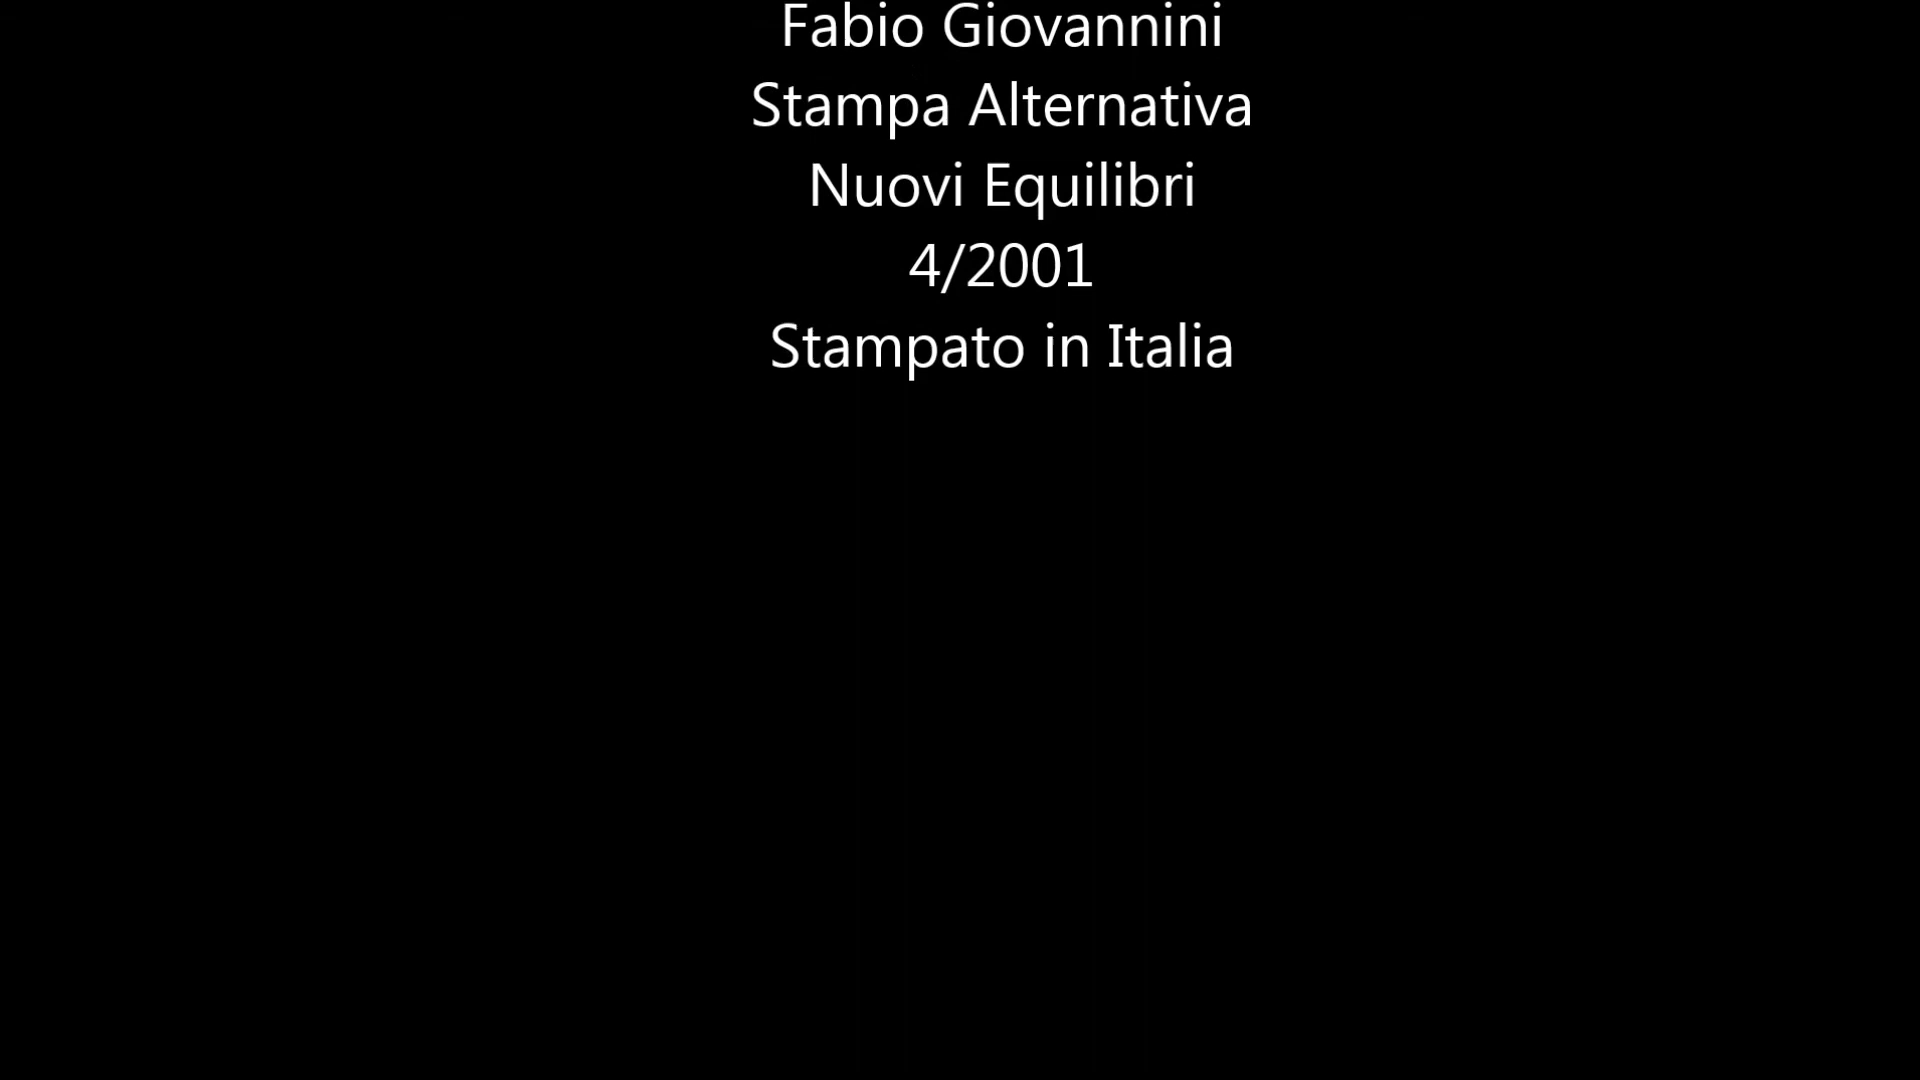 Fabio Giovannini
Stampa Alternativa
Nuovi Equilibri
4/2001
Stampato in Italia